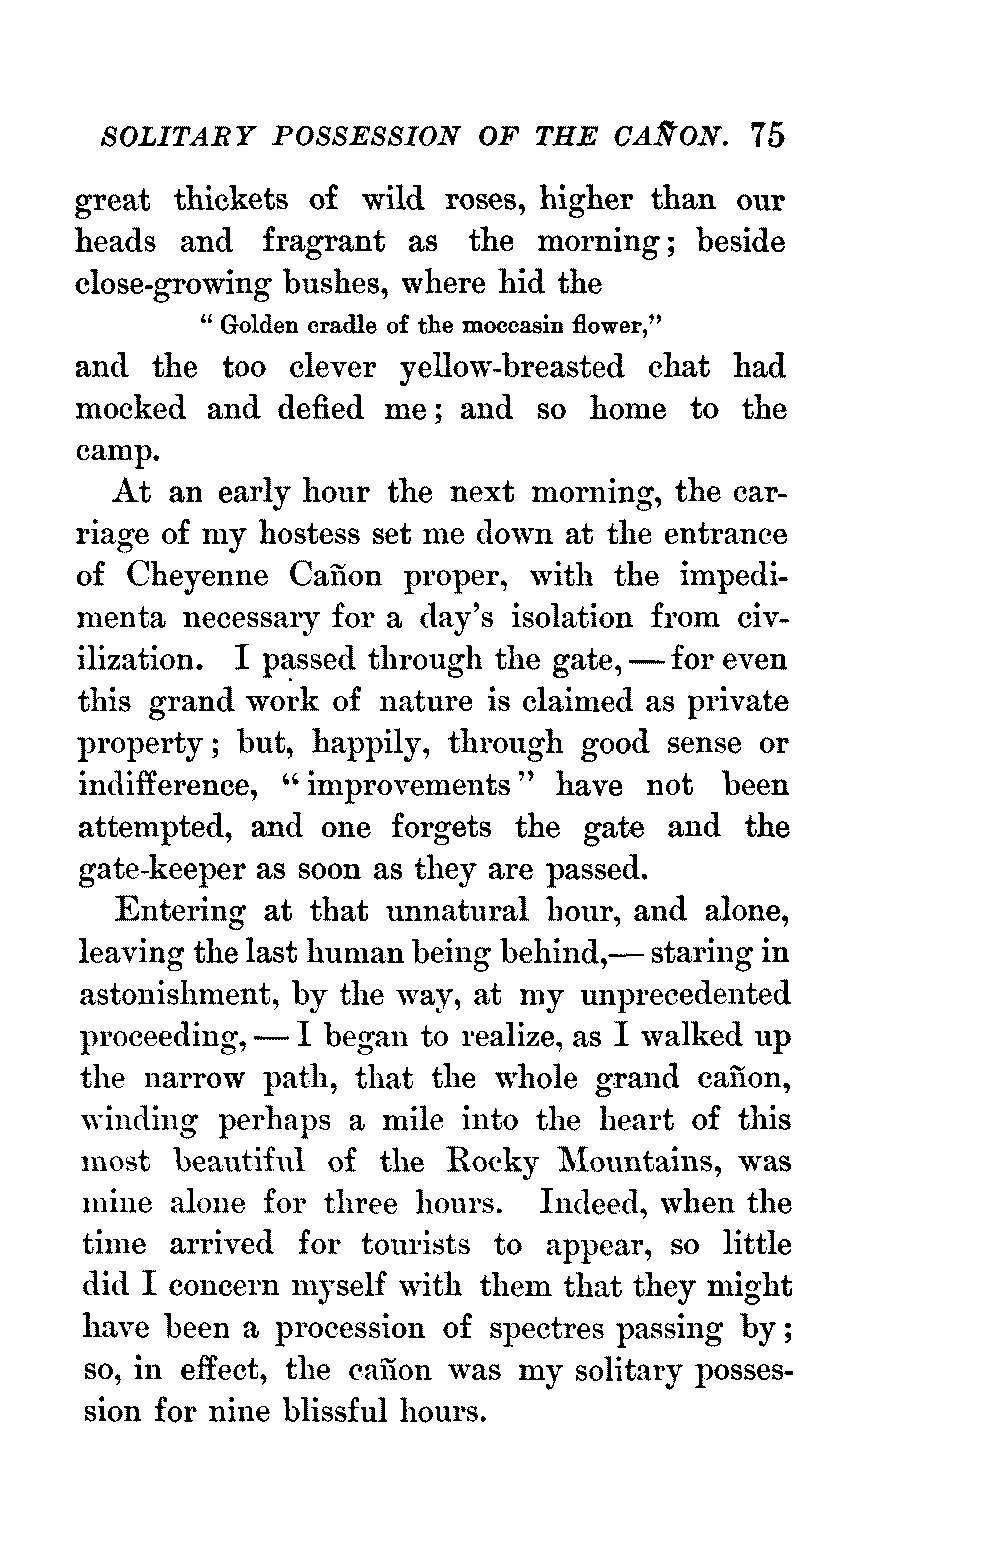 SOLITARY POSSESSION OF THE CAÑON. 75
great thickets of wild roses, higher than our
heads and fragrant as the morning; beside
close-growing bushes, where hid the
“Golden cradle of the moccasin flower,”
and the too clever yellow-breasted chat had
mocked and defied me; and so home to the
camp.
At an early hour the next morning, the car-
riage of my hostess set me down at the entrance
of Cheyenne Cañon proper, with the impedi-
menta necessary for a day’s isolation from civ-
ilization. I passed through the gate,—for even
this grand work of nature is claimed as private
property; but, happily, through good sense or
indifference, “improvements” have not been
attempted, and one forgets the gate and the
gate-keeper as soon as they are passed.
Entering at that unnatural hour, and alone,
leaving the last human being behind,—staring in
astonishment, by the way, at my unprecedented
proceeding,—I began to realize, as I walked up
the narrow path, that the whole grand cañon,
winding perhaps a mile into the heart of this
most beautiful of the Rocky Mountains, was
mine alone for three hours. Indeed, when the
time arrived for tourists to appear, so little
did I concern myself with them that they might
have been a procession of spectres passing by;
so, in effect, the cañon was my solitary posses-
sion for nine blissful hours.